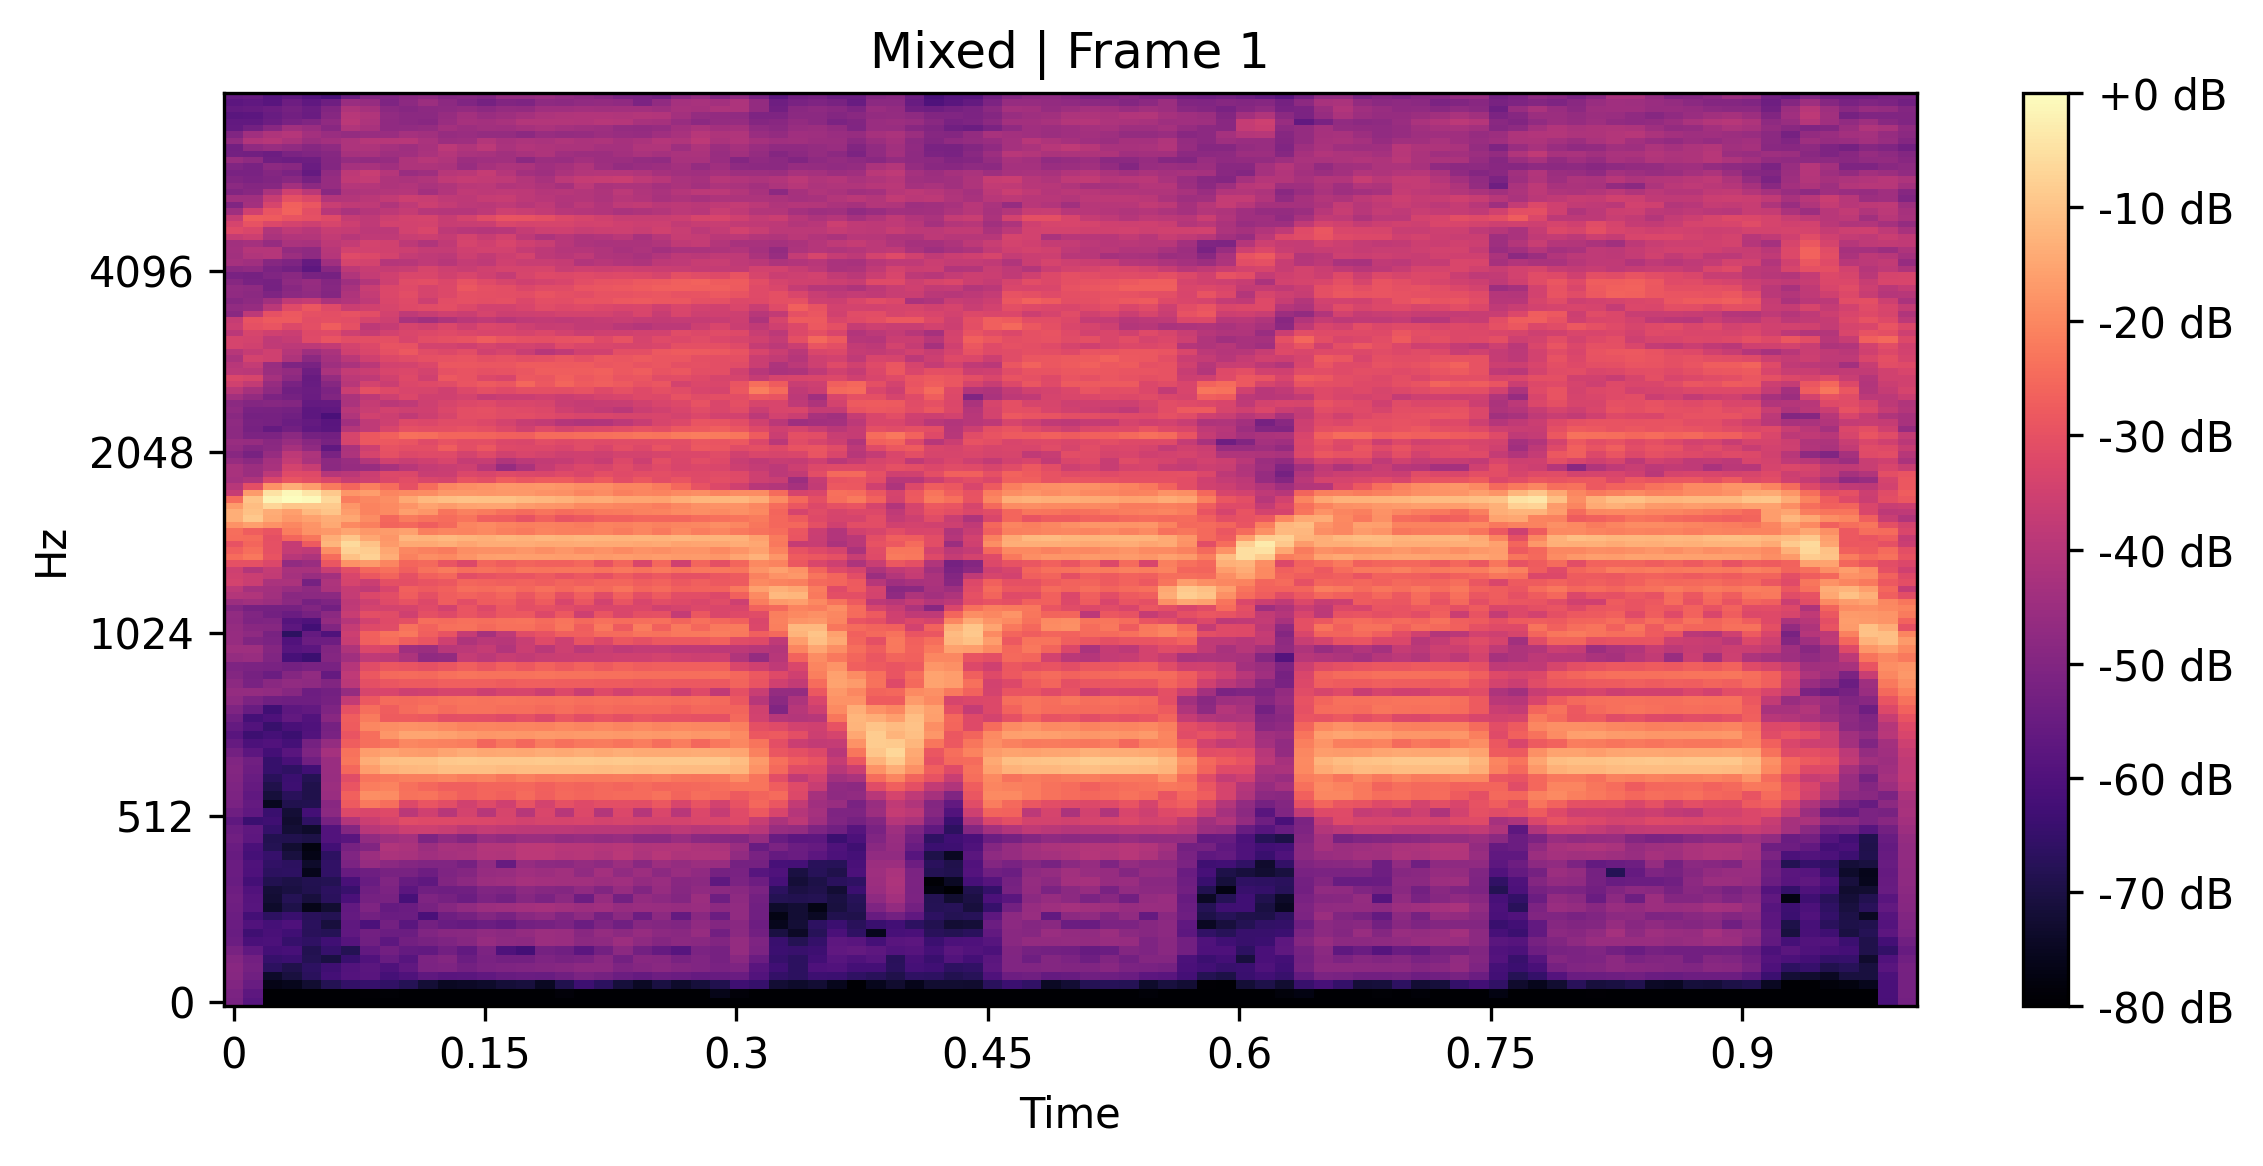 Mixed | Frame 1
Hz
4096
2048
1024
512
0
0 0.15 0.3 0.45 0.6 0.75 0.9
Time
+0 dB
-10 dB
-20 dB
-30 dB
-40 dB
-50 dB
-60 dB
-70 dB
-80 dB